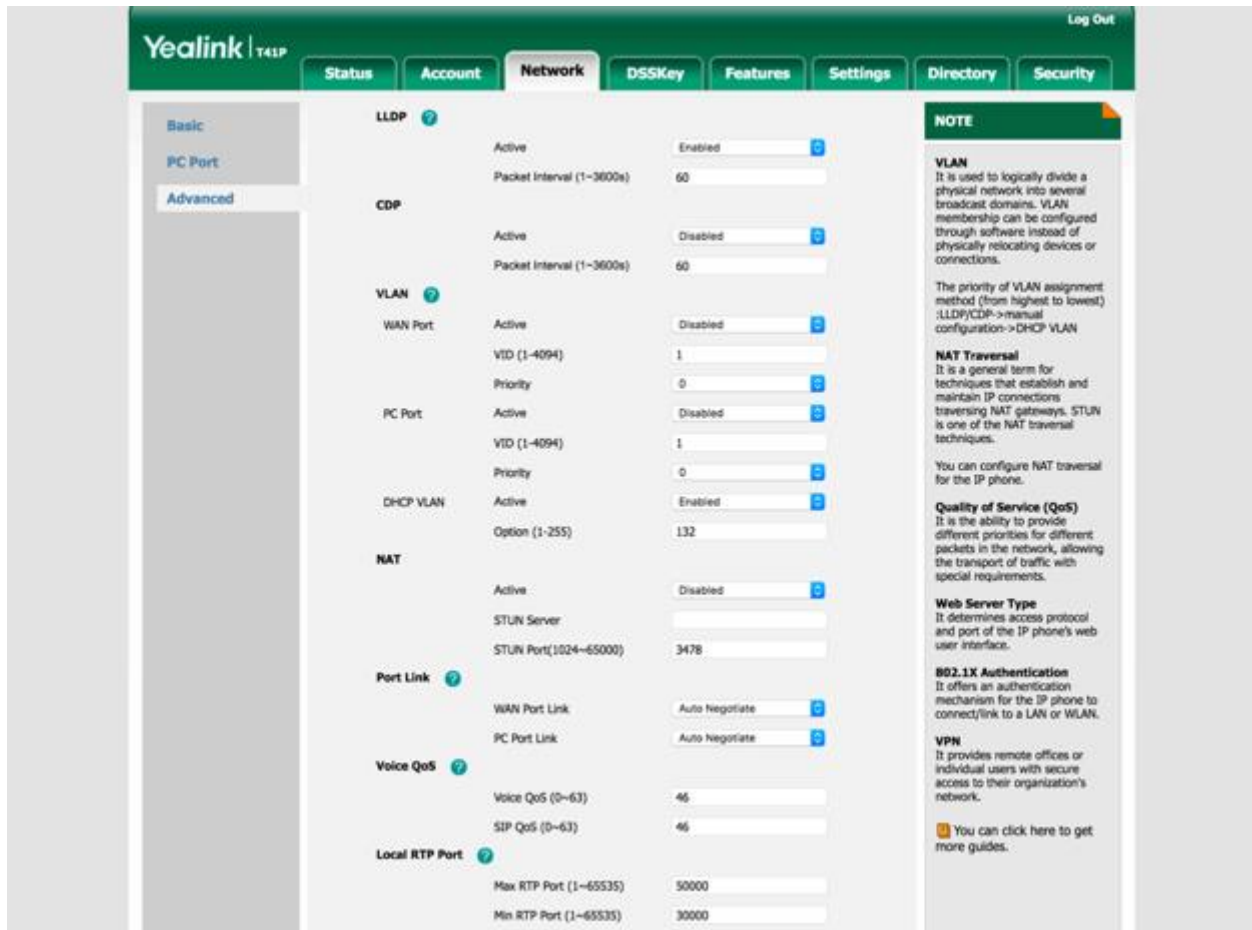 Log Out
Yealink | T41P
Status Account Network DSSKey Features Settings Directory Security
Basic
PC Port
Advanced
LLDP ?
Active Enabled
Packet Interval (1~3600s) 60
CDP
Active Disabled
Packet Interval (1~3600s) 60
VLAN ?
WAN Port Active Disabled
VID (1-4094) 1
Priority 0
PC Port Active Disabled
VID (1-4094) 1
Priority 0
DHCP VLAN Active Enabled
Option (1-255) 132
NAT
Active Disabled
STUN Server
STUN Port(1024~65000) 3478
Port Link ?
WAN Port Link Auto Negotiate
PC Port Link Auto Negotiate
Voice QoS ?
Voice QoS (0~63) 46
SIP QoS (0~63) 46
Local RTP Port ?
Max RTP Port (1~65535) 50000
Min RTP Port (1~65535) 30000
NOTE
VLAN
It is used to logically divide a
physical network into several
broadcast domains. VLAN
membership can be configured
through software instead of
physically relocating devices or
connections.
The priority of VLAN assignment
method (from highest to lowest)
:LLDP/CDP->manual
configuration->DHCP VLAN
NAT Traversal
It is a general term for
techniques that establish and
maintain IP connections
traversing NAT gateways. STUN
is one of the NAT traversal
techniques.
You can configure NAT traversal
for the IP phone.
Quality of Service (QoS)
It is the ability to provide
different priorities for different
packets in the network, allowing
the transport of traffic with
special requirements.
Web Server Type
It determines access protocol
and port of the IP phone's web
user interface.
802.1X Authentication
It offers an authentication
mechanism for the IP phone to
connect/link to a LAN or WLAN.
VPN
It provides remote offices or
individual users with secure
access to their organization's
network.
You can click here to get
more guides.